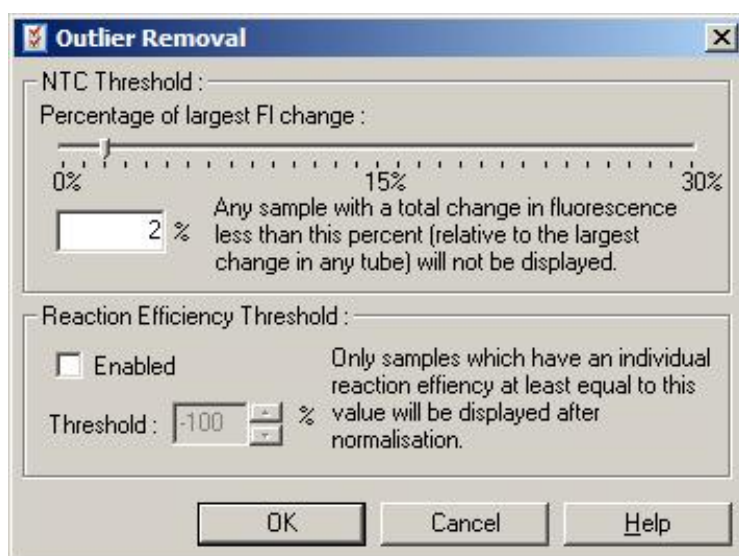 Outlier Removal
NTC Threshold :
Percentage of largest Fl change :
0% 15% 30%
2 %
Any sample with a total change in fluorescence
less than this percent (relative to the largest
change in any tube) will not be displayed.
Reaction Efficiency Threshold :
Enabled
Threshold : -100 %
Only samples which have an individual
reaction effiency at least equal to this
value will be displayed after
normalisation.
OK Cancel Help